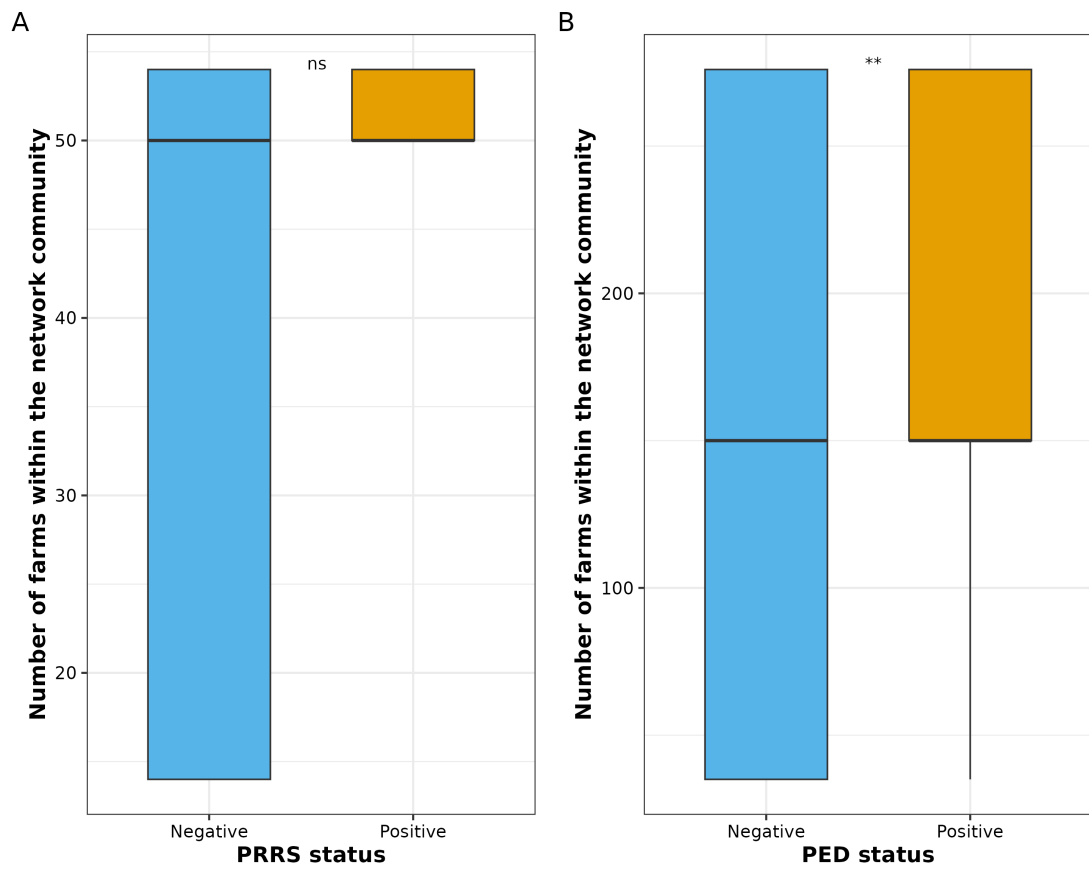 A
Number of farms within the network community
50
40
30
20
ns
Negative
Positive
PRRS status
B
Number of farms within the network community
200
100
**
Negative
Positive
PED status